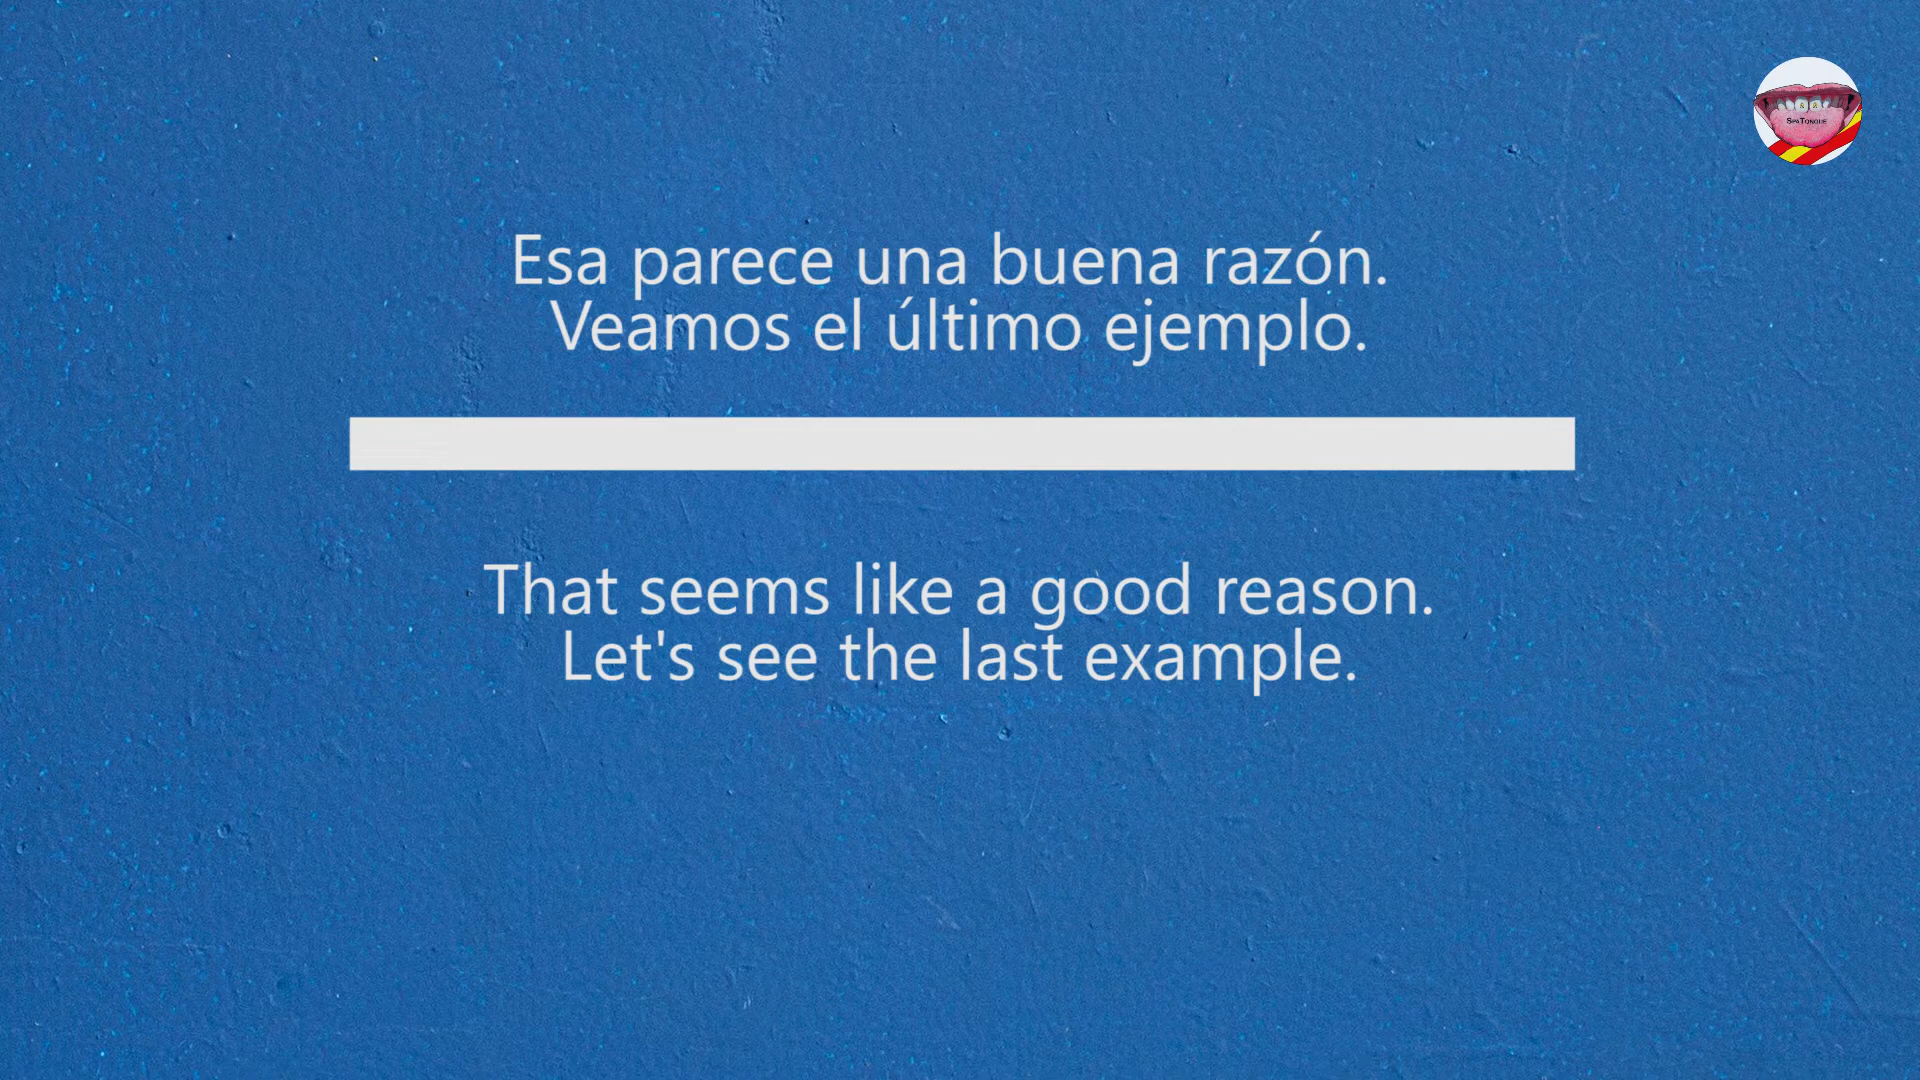 SpaTongue
Esa parece una buena razón.
Veamos el último ejemplo.
That seems like a good reason.
Let's see the last example.